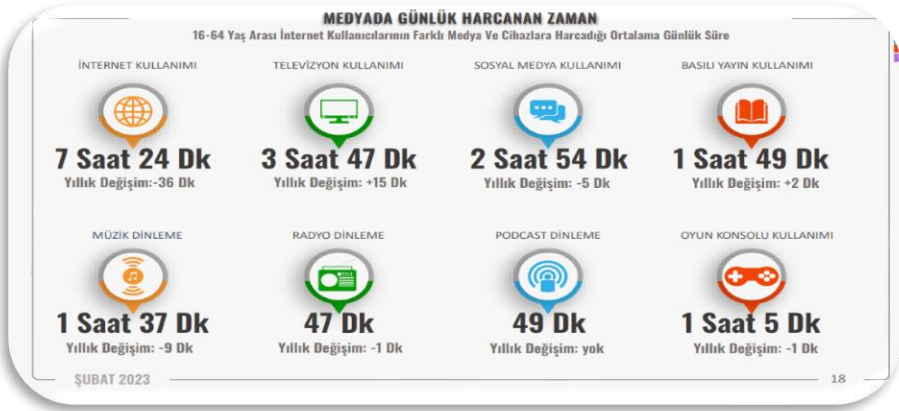 MEDYADA GÜNLÜK HARCANAN ZAMAN
16-64 Yaş Arası İnternet Kullanıcılarının Farklı Medya Ve Cihazlara Harcadığı Ortalama Günlük Süre
İNTERNET KULLANIMI
7 Saat 24 Dk
Yıllık Değişim:-36 Dk
TELEVİZYON KULLANIMI
3 Saat 47 Dk
Yıllık Değişim: +15 Dk
SOSYAL MEDYA KULLANIMI
2 Saat 54 Dk
Yıllık Değişim: -5 Dk
BASILI YAYIN KULLANIMI
1 Saat 49 Dk
Yıllık Değişim: +2 Dk
MÜZİK DİNLEME
1 Saat 37 Dk
Yıllık Değişim: -9 Dk
RADYO DİNLEME
47 Dk
Yıllık Değişim: -1 Dk
PODCAST DİNLEME
49 Dk
Yıllık Değişim: yok
OYUN KONSOLU KULLANIMI
1 Saat 5 Dk
Yıllık Değişim: -1 Dk
ŞUBAT 2023
18